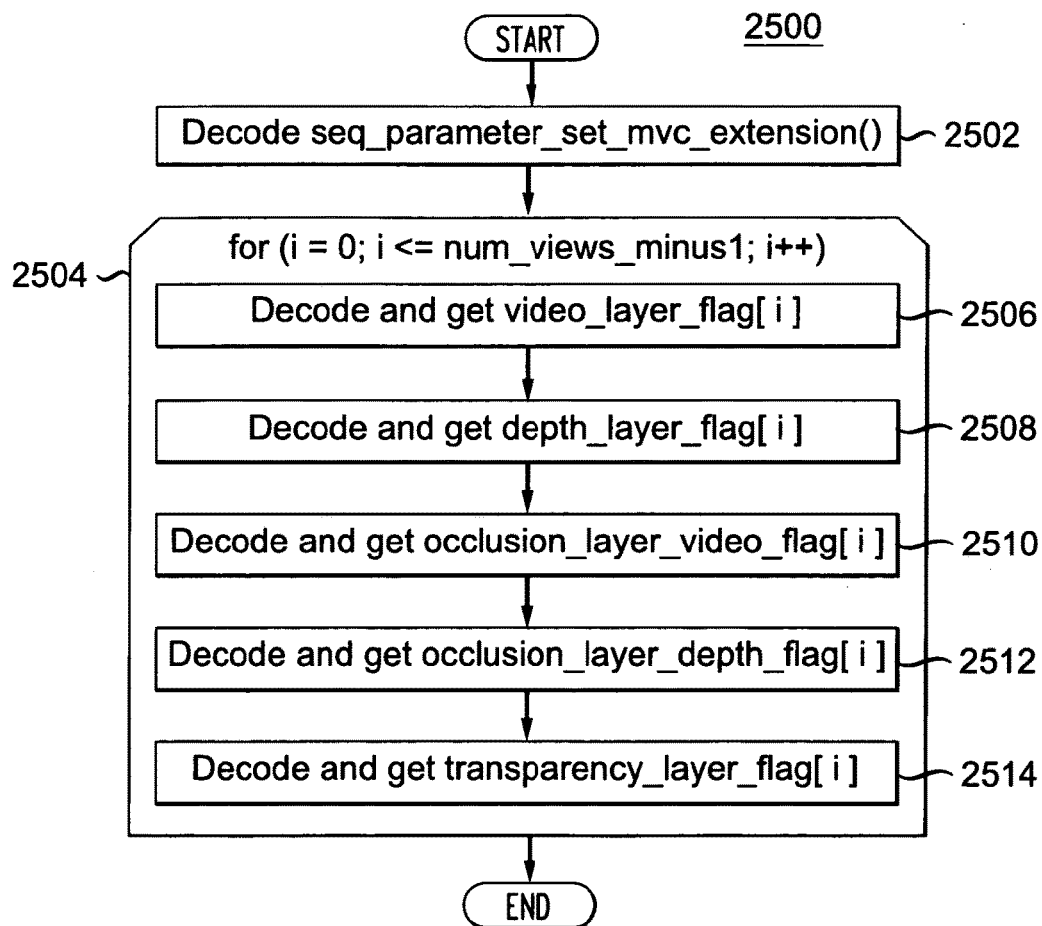 2500
START
Decode seq_parameter_set_mvc_extension() 2502
for (i = 0; i <= num_views_minus1; i++)
2504
Decode and get video_layer_flag[ i ] 2506
Decode and get depth_layer_flag[ i ] 2508
Decode and get occlusion_layer_video_flag[ i ] 2510
Decode and get occlusion_layer_depth_flag[ i ] 2512
Decode and get transparency_layer_flag[ i ] 2514
END